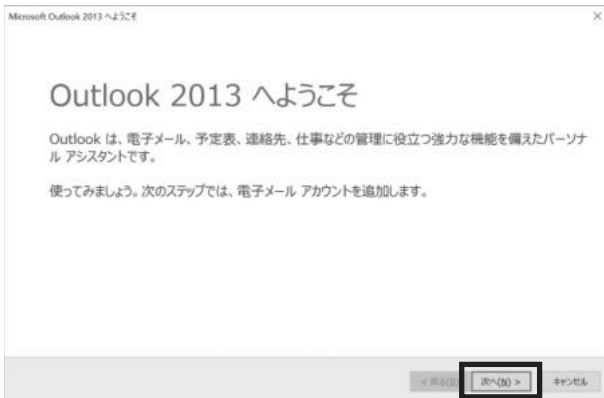 Microsoft Outlook 2013 へようこそ
Outlook 2013 へようこそ
Outlook は、電子メール、予定表、連絡先、仕事などの管理に役立つ強力な機能を備えたパーソナ
ル アシスタントです。
使ってみましょう。次のステップでは、電子メール アカウントを追加します。
< 戻る(B) 次へ(N) > キャンセル